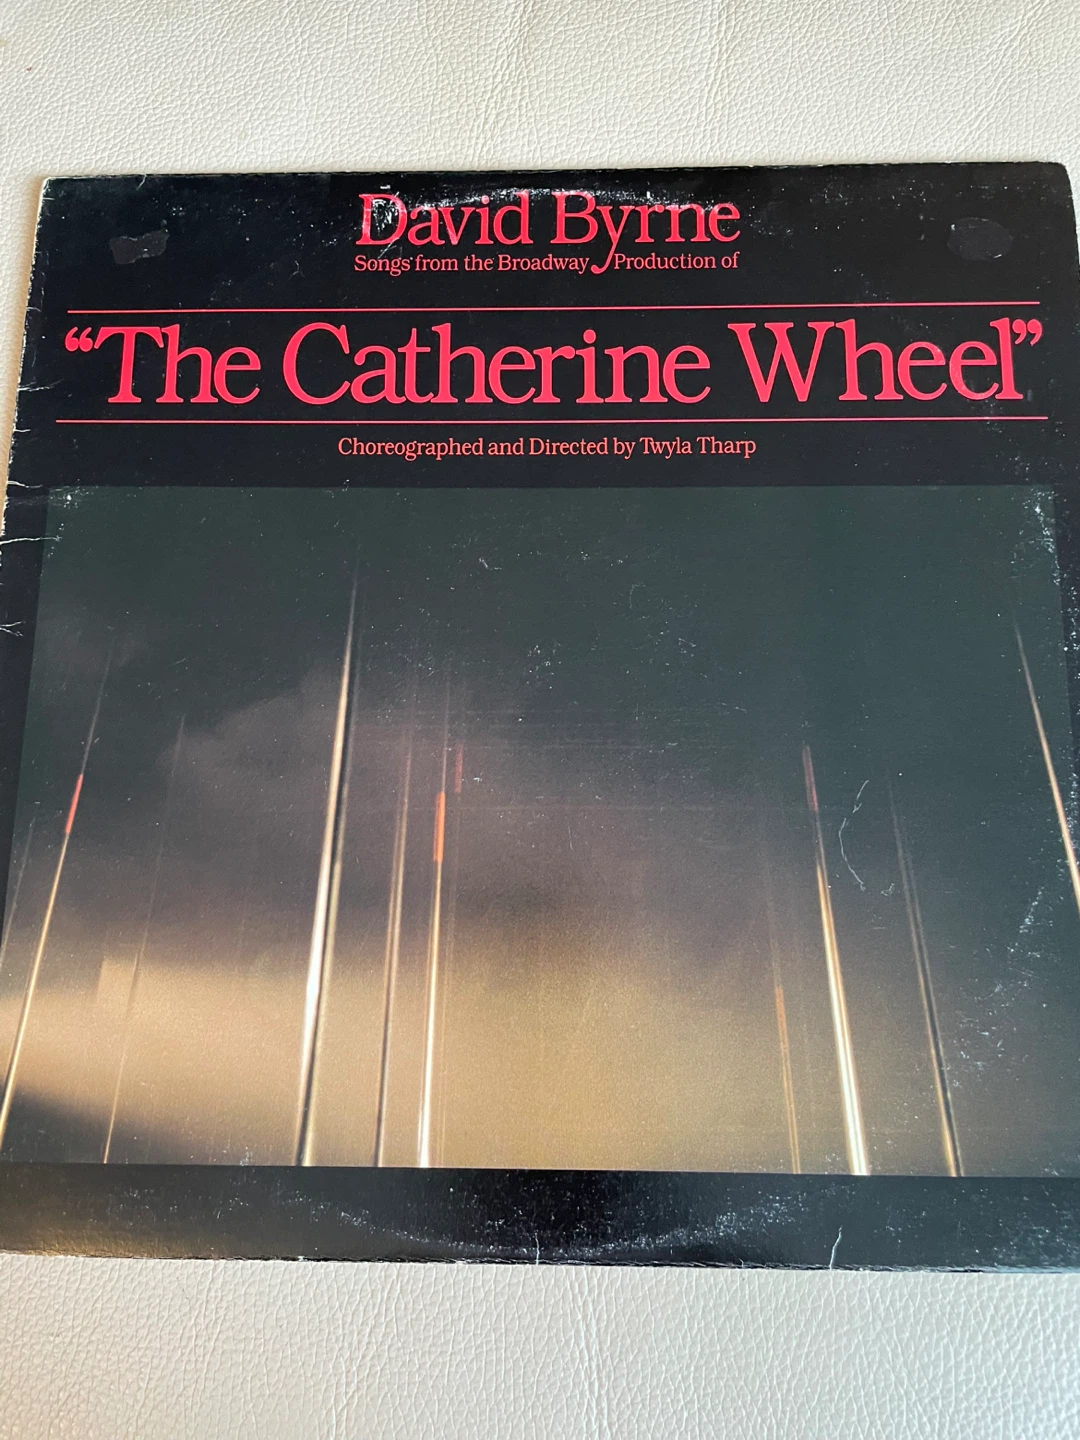 David Byrne
Songs from the Broadway Production of
“The Catherine Wheel”
Choreographed and Directed by Twyla Tharp